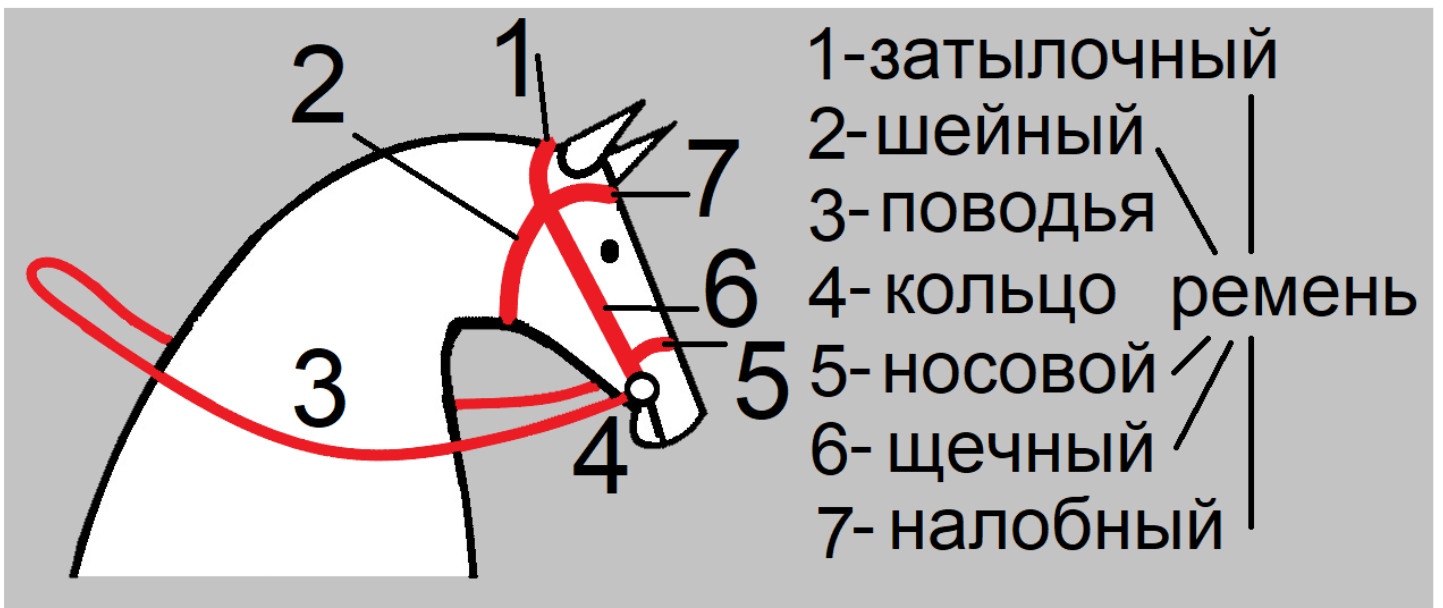 1
2
7
6
5
3
4
1-затылочный
2-шейный
3-поводья
4-кольцо
ремень
5-носовой
6-щечный
7-налобный